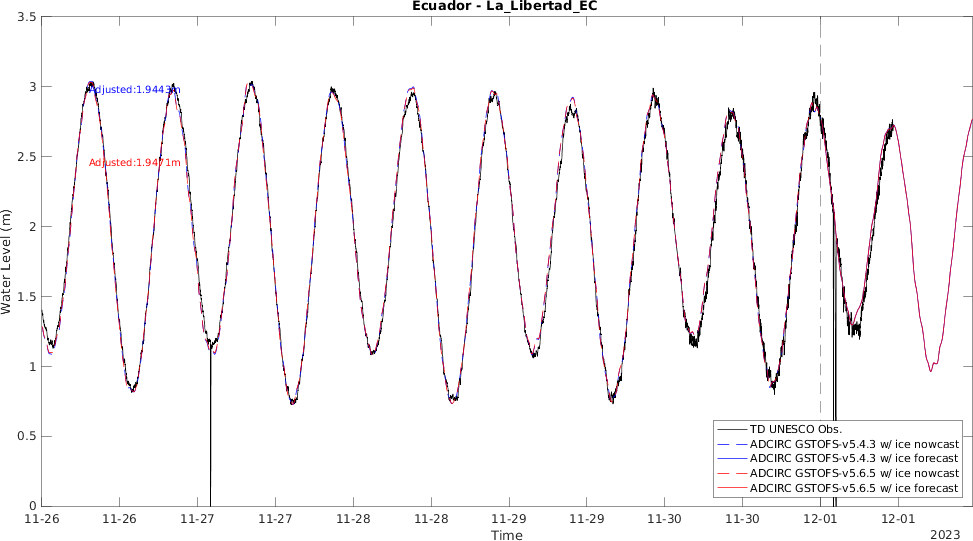 Ecuador - La_Libertad_EC
3.5
3
2.5
2
1.5
1
0.5
0
Water Level (m)
Adjusted:1.9443m
Adjusted:1.9471m
TD UNESCO Obs.
ADCIRC GSTOFS-v5.4.3 w/ ice nowcast
ADCIRC GSTOFS-v5.4.3 w/ ice forecast
ADCIRC GSTOFS-v5.6.5 w/ ice nowcast
ADCIRC GSTOFS-v5.6.5 w/ ice forecast
11-26 11-26 11-27 11-27 11-28 11-28 11-29 11-29 11-30 11-30 12-01 12-01
Time
2023